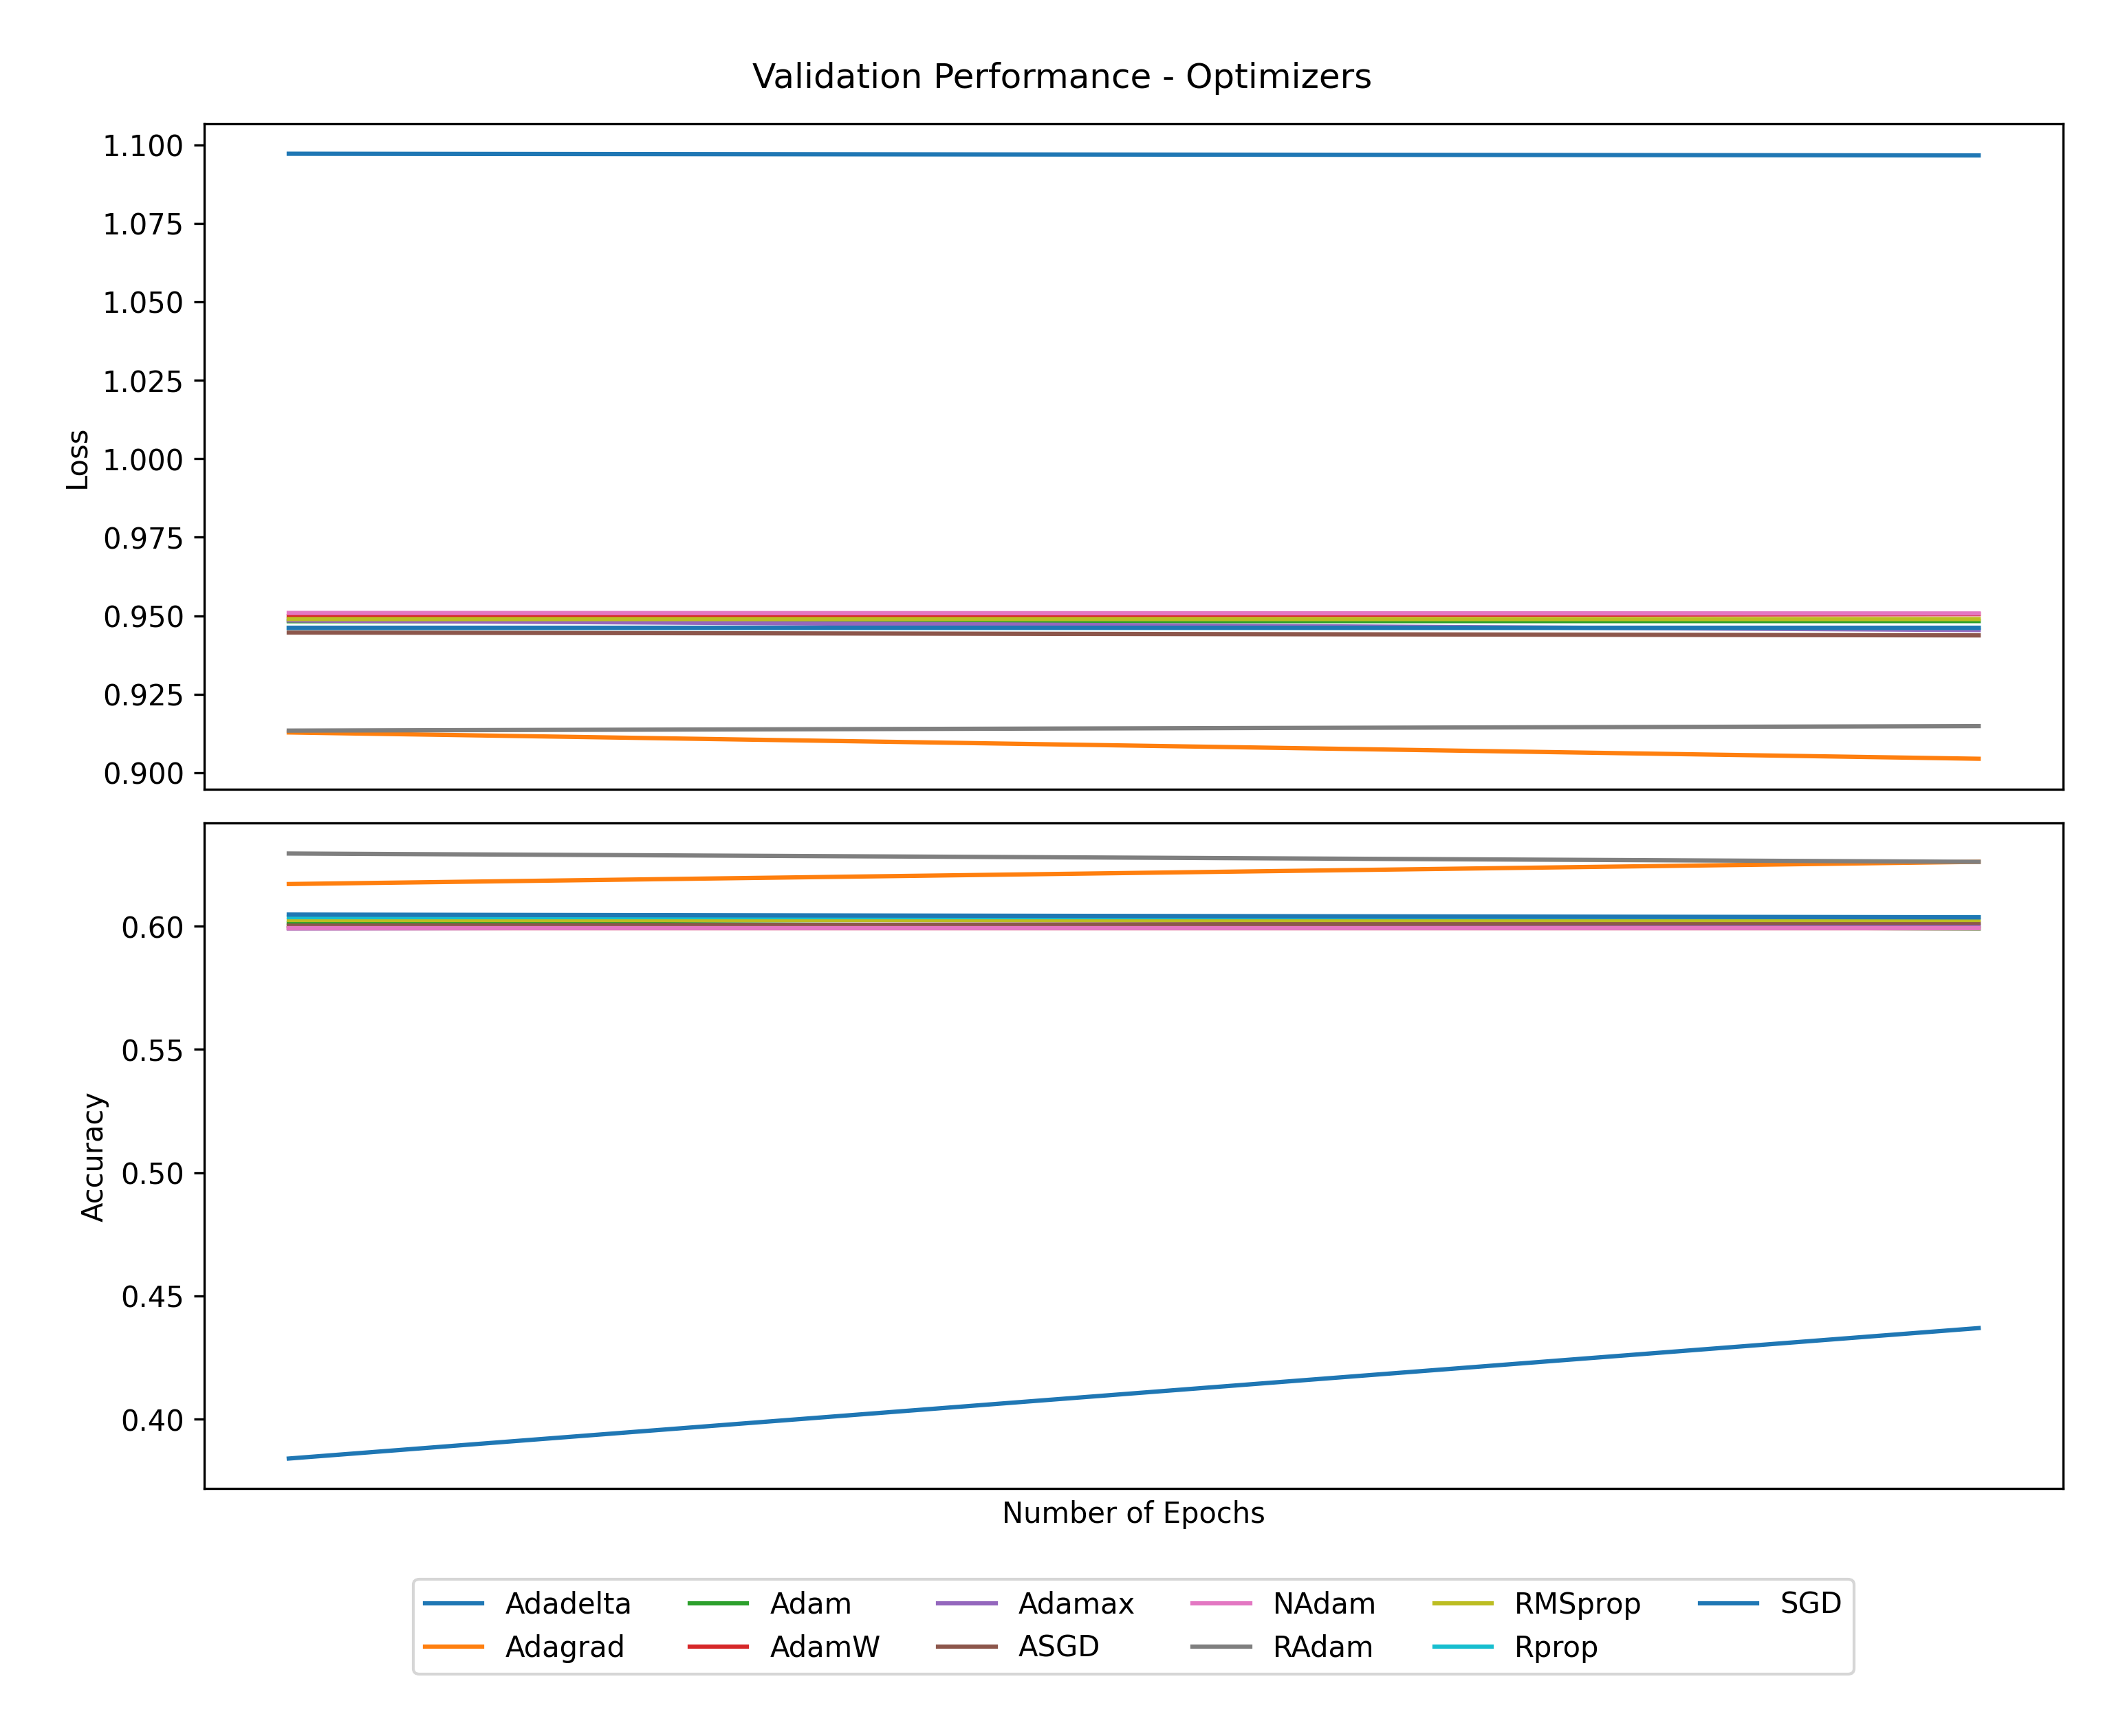 Validation Performance - Optimizers
1.100
1.075
1.050
1.025
1.000
0.975
0.950
0.925
0.900
Loss
0.60
0.55
0.50
0.45
0.40
Accuracy
Number of Epochs
Adadelta Adam Adamax NAdam RMSprop SGD
Adagrad AdamW ASGD RAdam Rprop